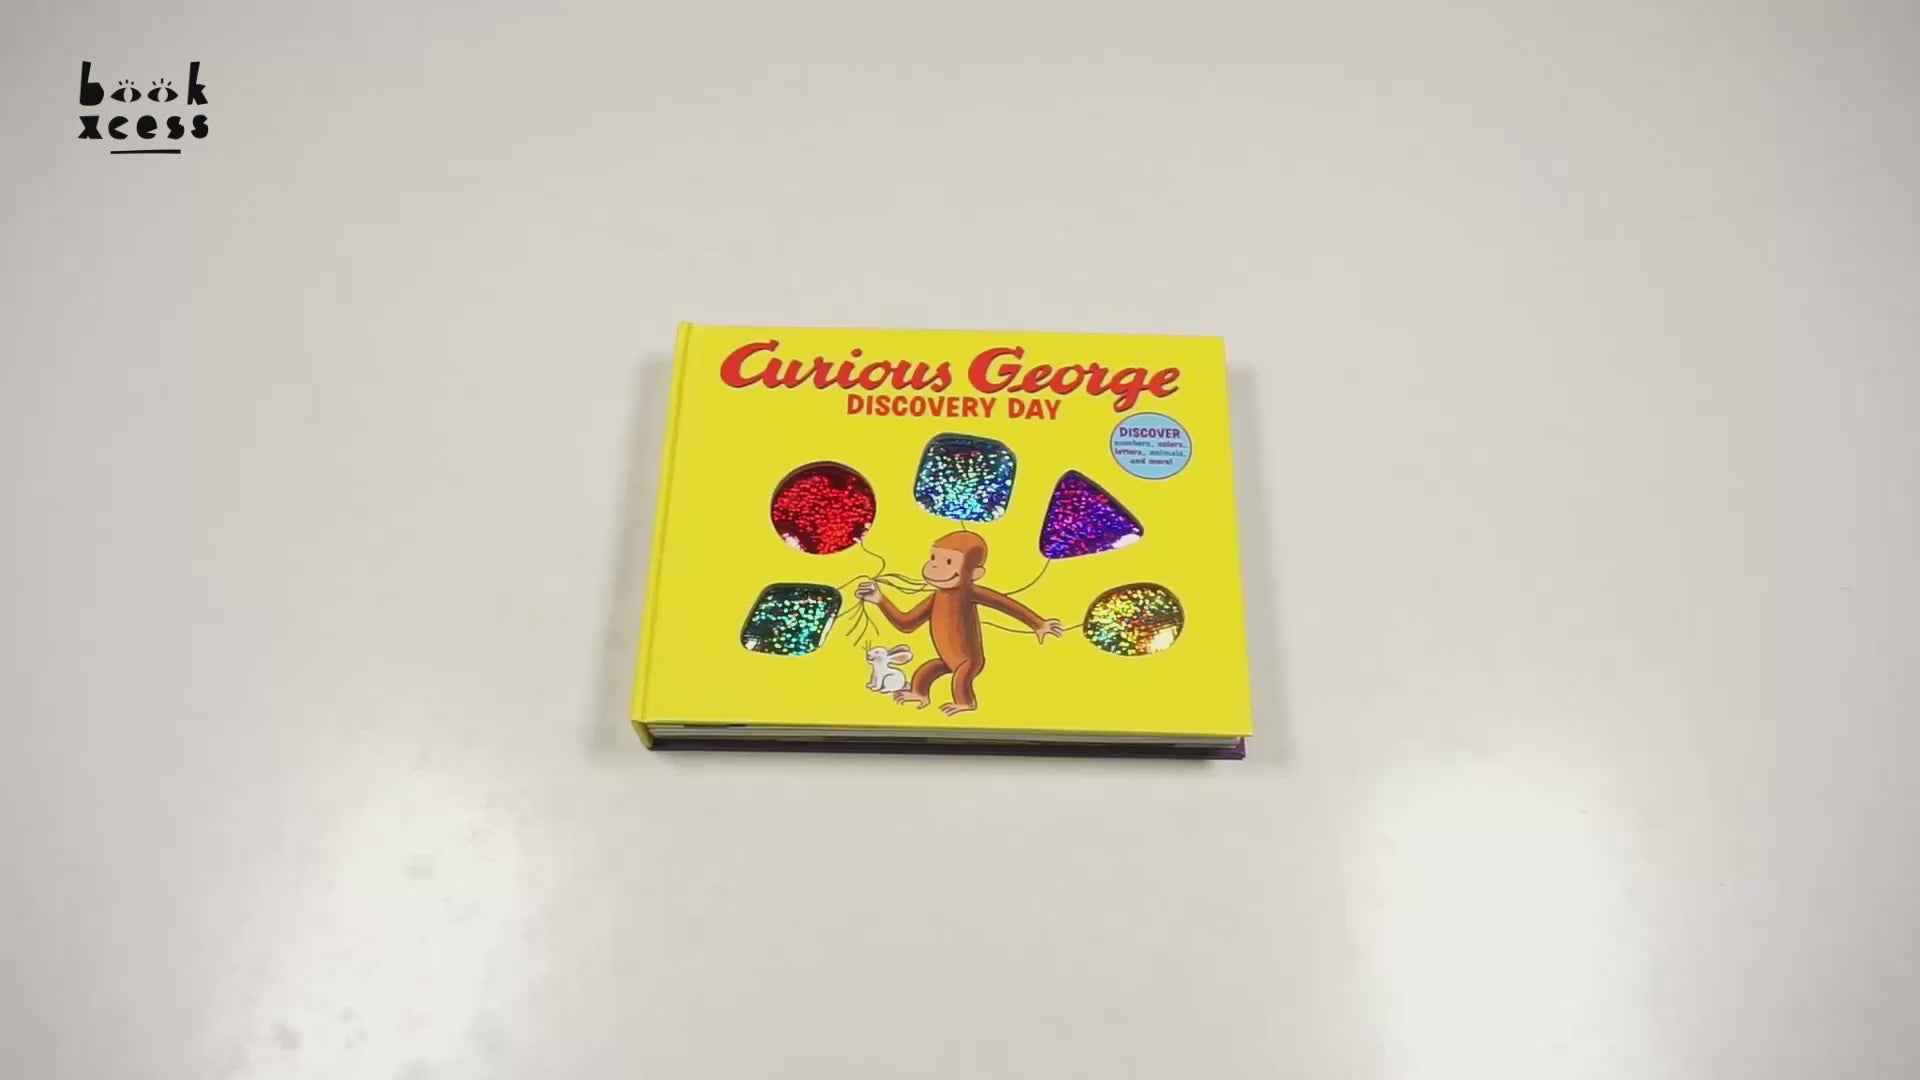 book
xcess
Curious George
DISCOVERY DAY
DISCOVER
numbers, colors,
letters, animals,
and more!